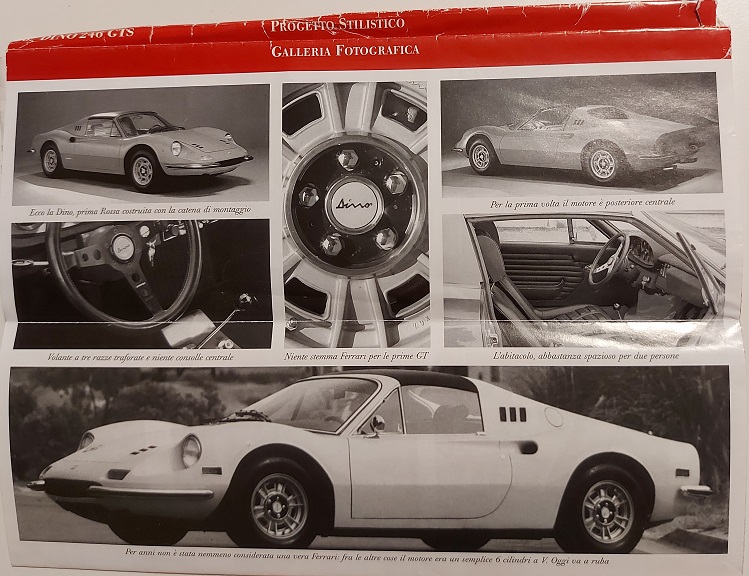 DINO 246 GTS
PROGETTO STILISTICO
GALLERIA FOTOGRAFICA
Dino
Ecco la Dino, prima Rossa costruita con la catena di montaggio
Per la prima volta il motore è posteriore centrale
Dino
Volante a tre razze traforate e niente consolle centrale
Niente stemma Ferrari per le prime GT
L'abitacolo, abbastanza spazioso per due persone
Per anni non è stata nemmeno considerata una vera Ferrari: fra le altre cose il motore era un semplice 6 cilindri a V. Oggi va a ruba